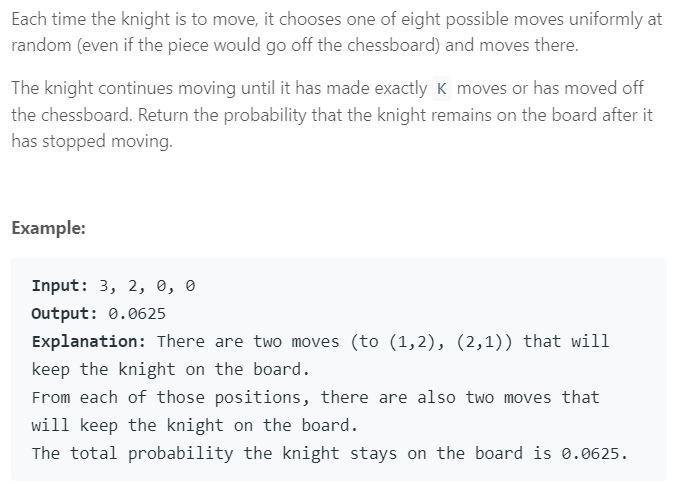 Each time the knight is to move, it chooses one of eight possible moves uniformly at
random (even if the piece would go off the chessboard) and moves there.
The knight continues moving until it has made exactly K moves or has moved off
the chessboard. Return the probability that the knight remains on the board after it
has stopped moving.
Example:
Input: 3, 2, 0, 0
Output: 0.0625
Explanation: There are two moves (to (1,2), (2,1)) that will
keep the knight on the board.
From each of those positions, there are also two moves that
will keep the knight on the board.
The total probability the knight stays on the board is 0.0625.